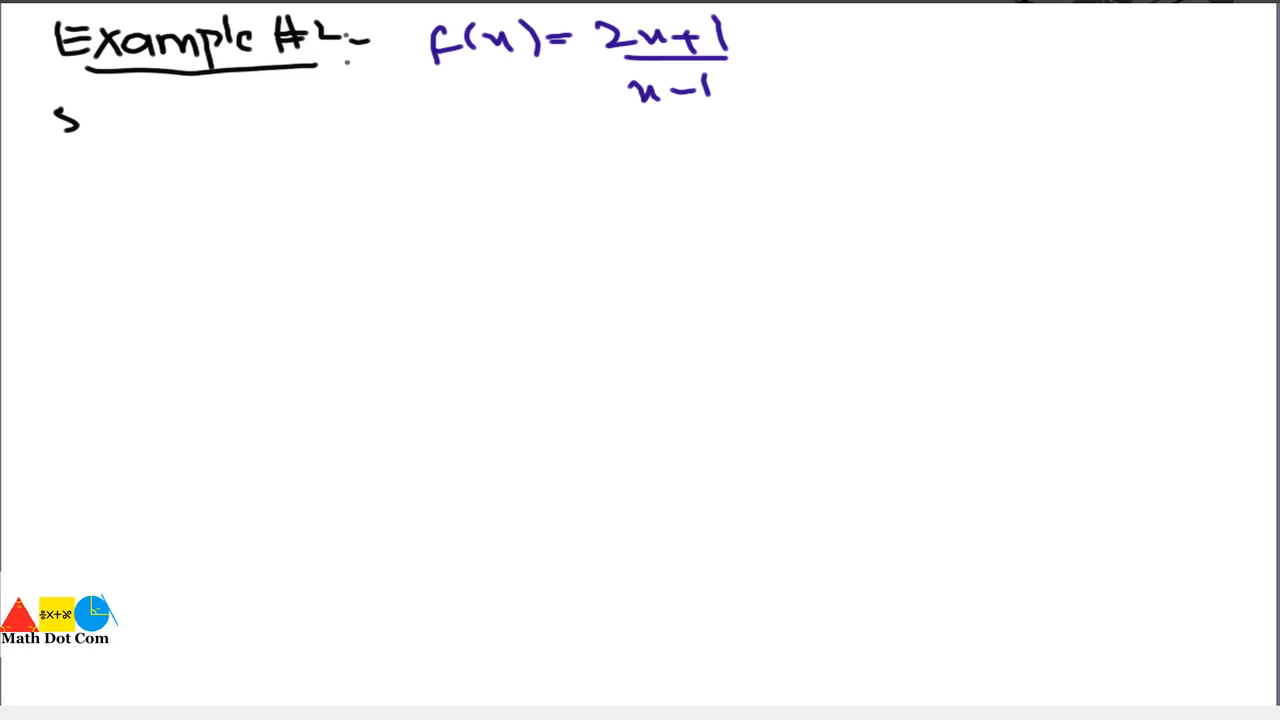 Example #2:- f(x) = 2x+1
x-1
S
÷X+
Math Dot Com